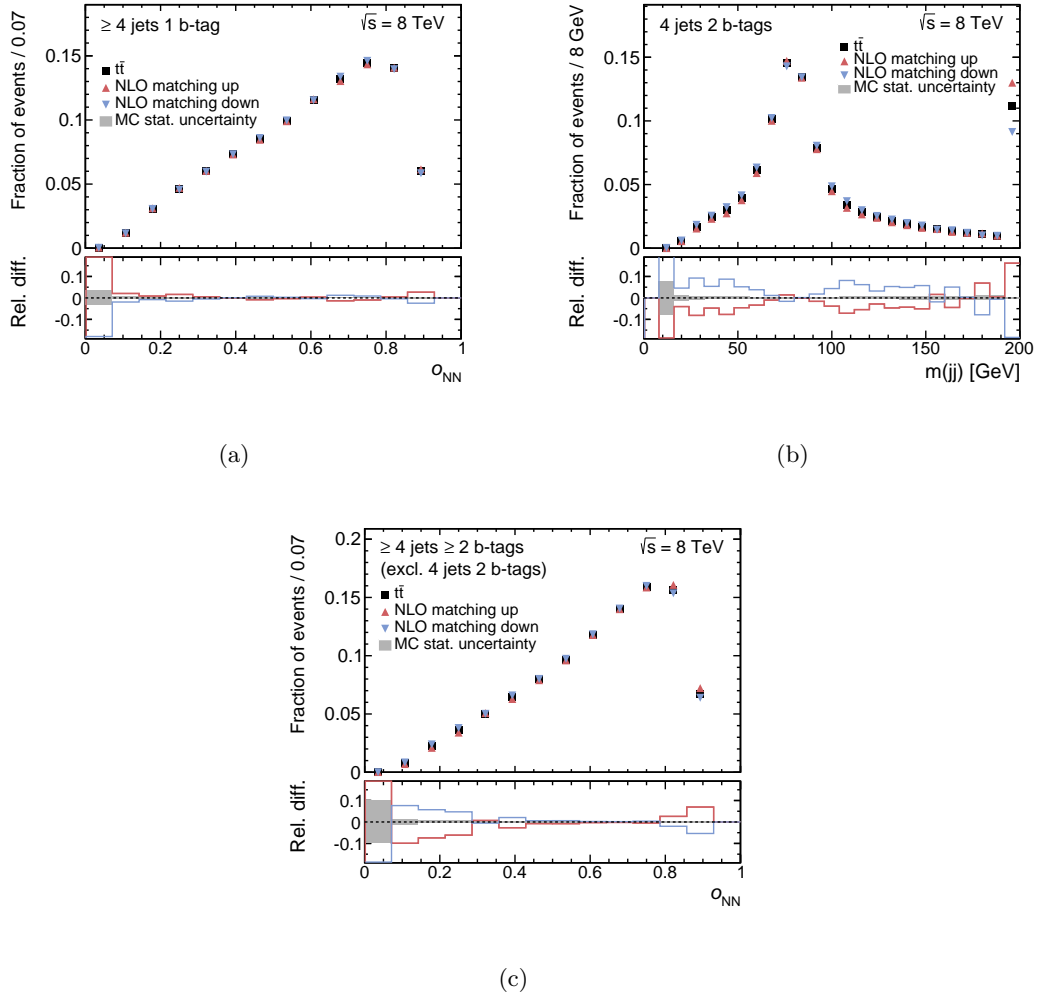 ≥ 4 jets 1 b-tag
√s = 8 TeV
Fraction of events / 0.07
0.15
0.1
0.05
0
tt̄
NLO matching up
NLO matching down
MC stat. uncertainty
Rel. diff.
0.1
0
-0.1
0 0.2 0.4 0.6 0.8 1
oNN
(a)
4 jets 2 b-tags
√s = 8 TeV
Fraction of events / 8 GeV
0.15
0.1
0.05
0
tt̄
NLO matching up
NLO matching down
MC stat. uncertainty
Rel. diff.
0.1
0
-0.1
0 50 100 150 200
m(jj) [GeV]
(b)
≥ 4 jets ≥ 2 b-tags
(excl. 4 jets 2 b-tags)
√s = 8 TeV
Fraction of events / 0.07
0.2
0.15
0.1
0.05
0
tt̄
NLO matching up
NLO matching down
MC stat. uncertainty
Rel. diff.
0.1
0
-0.1
0 0.2 0.4 0.6 0.8 1
oNN
(c)